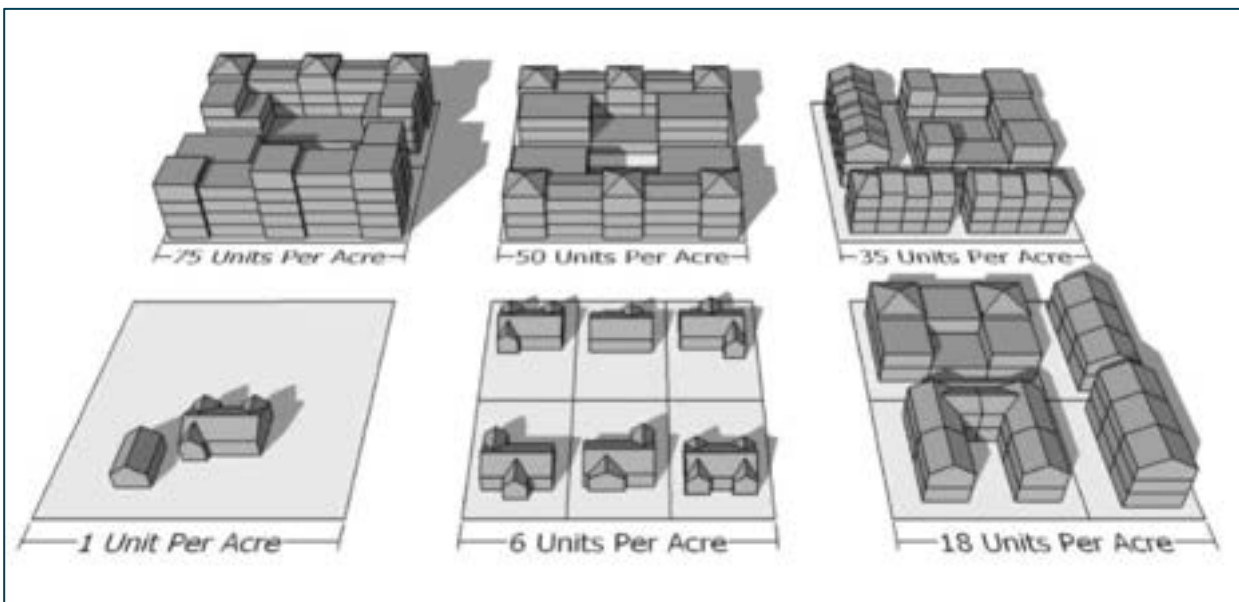 75 Units Per Acre
50 Units Per Acre
35 Units Per Acre
1 Unit Per Acre
6 Units Per Acre
18 Units Per Acre